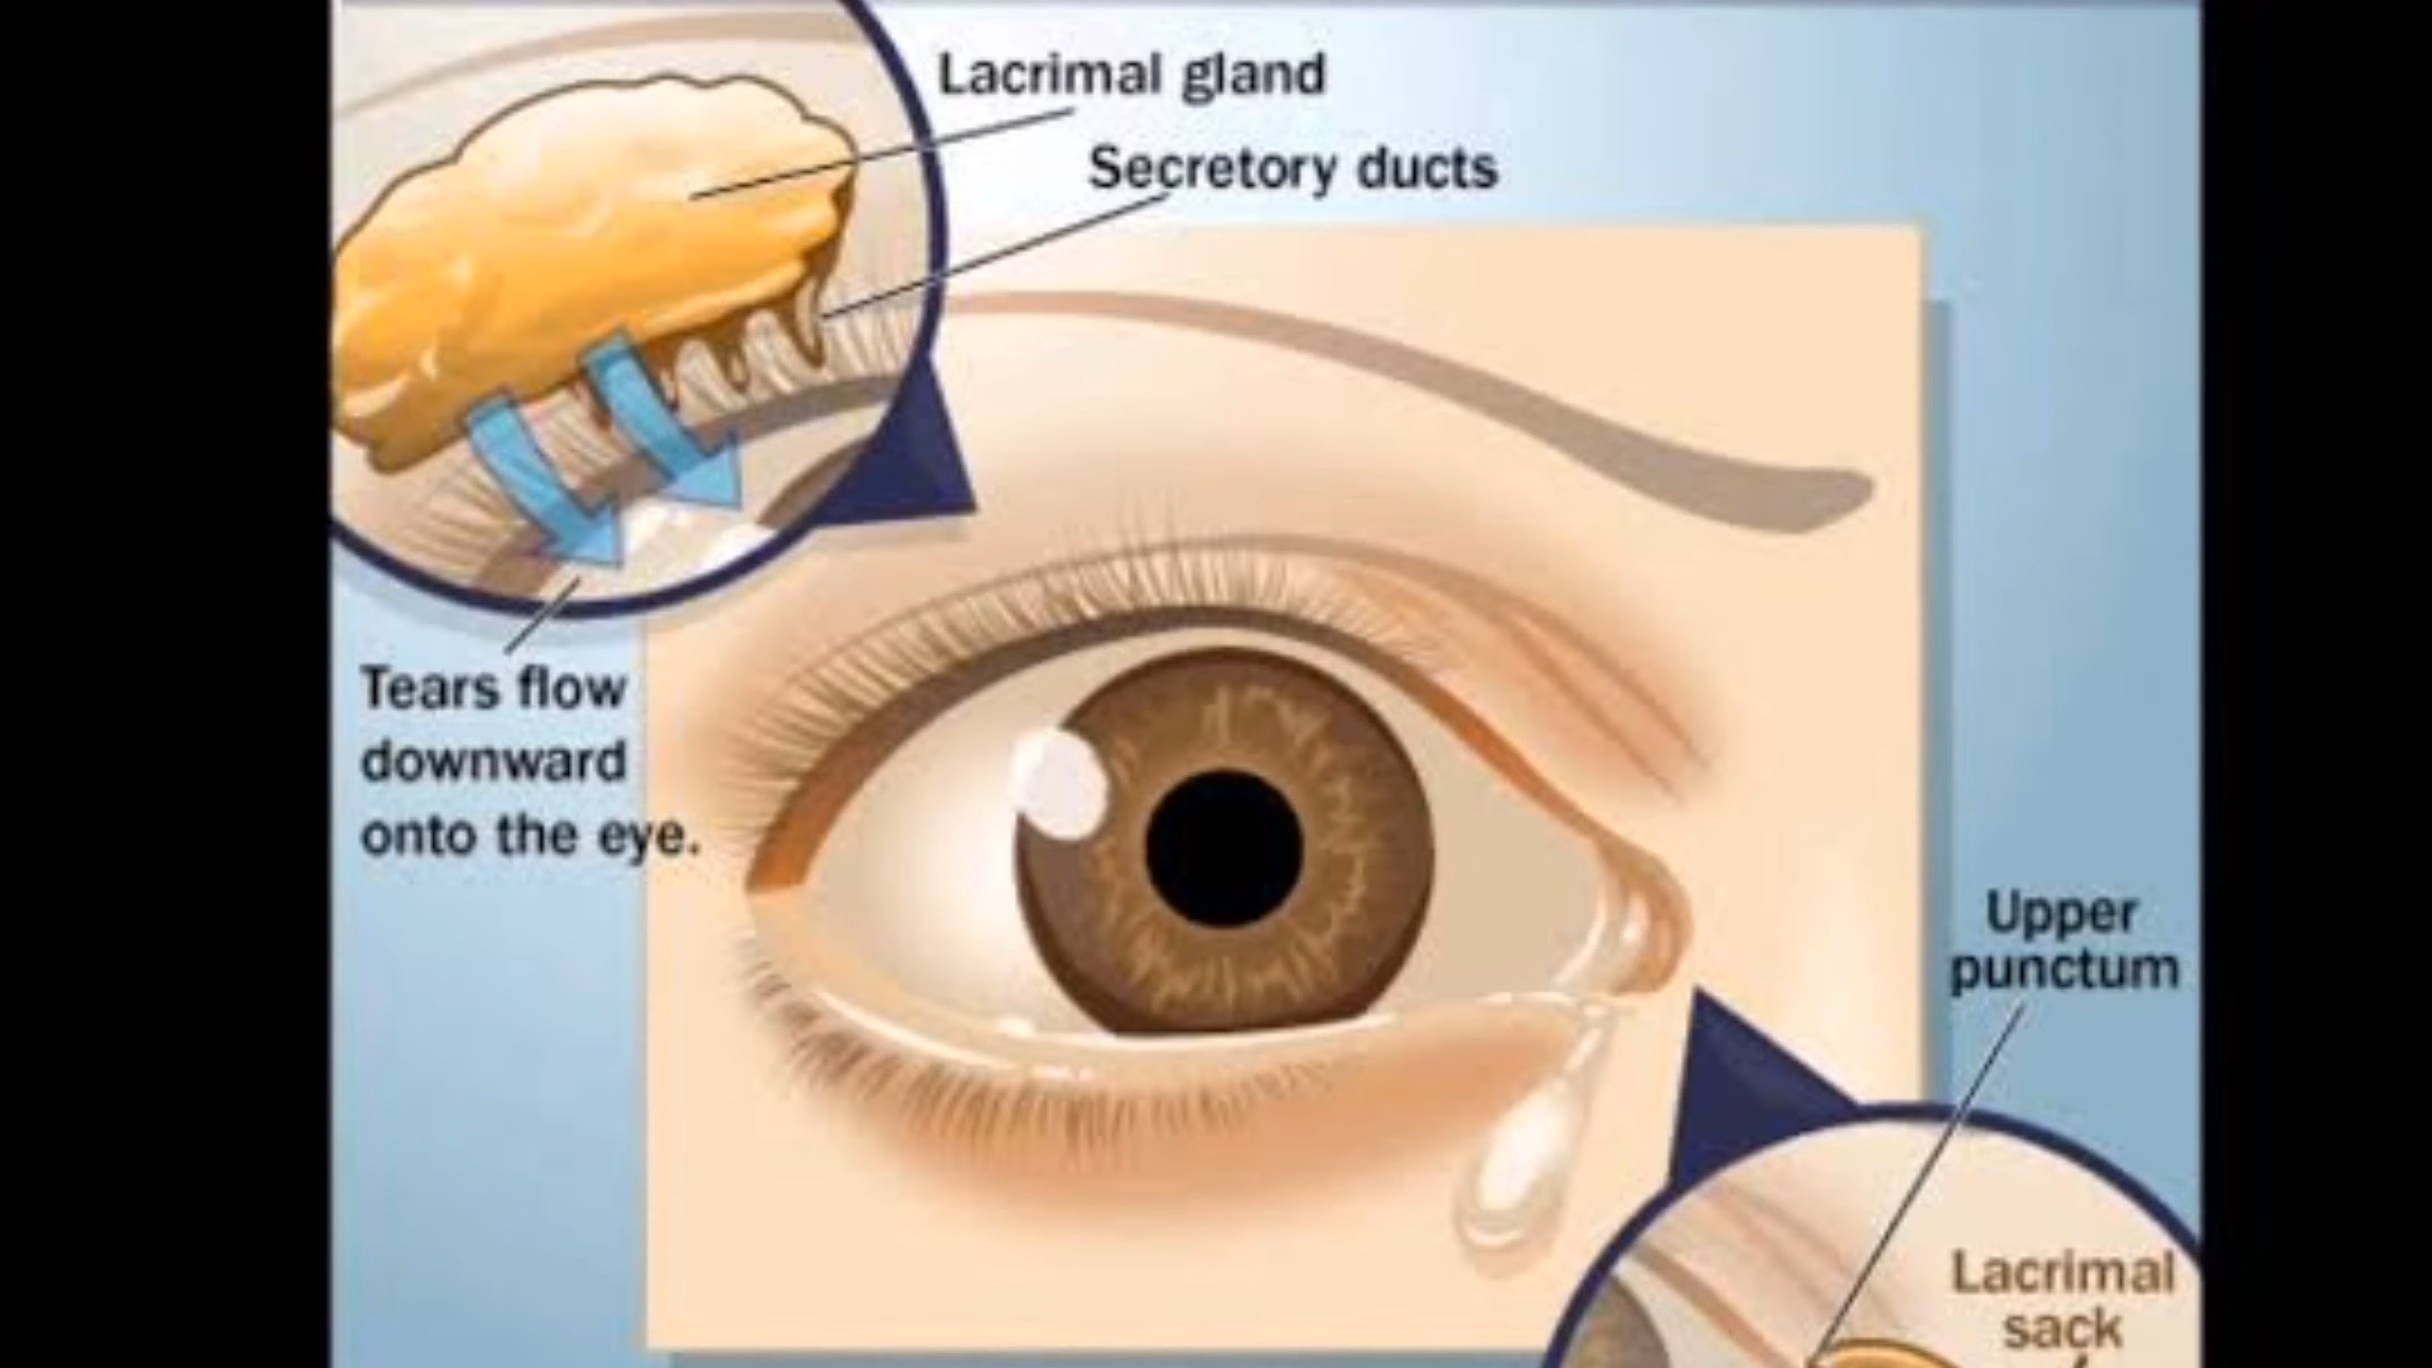 Lacrimal gland
Secretory ducts
Tears flow
downward
onto the eye.
Upper
punctum
Lacrimal
sack